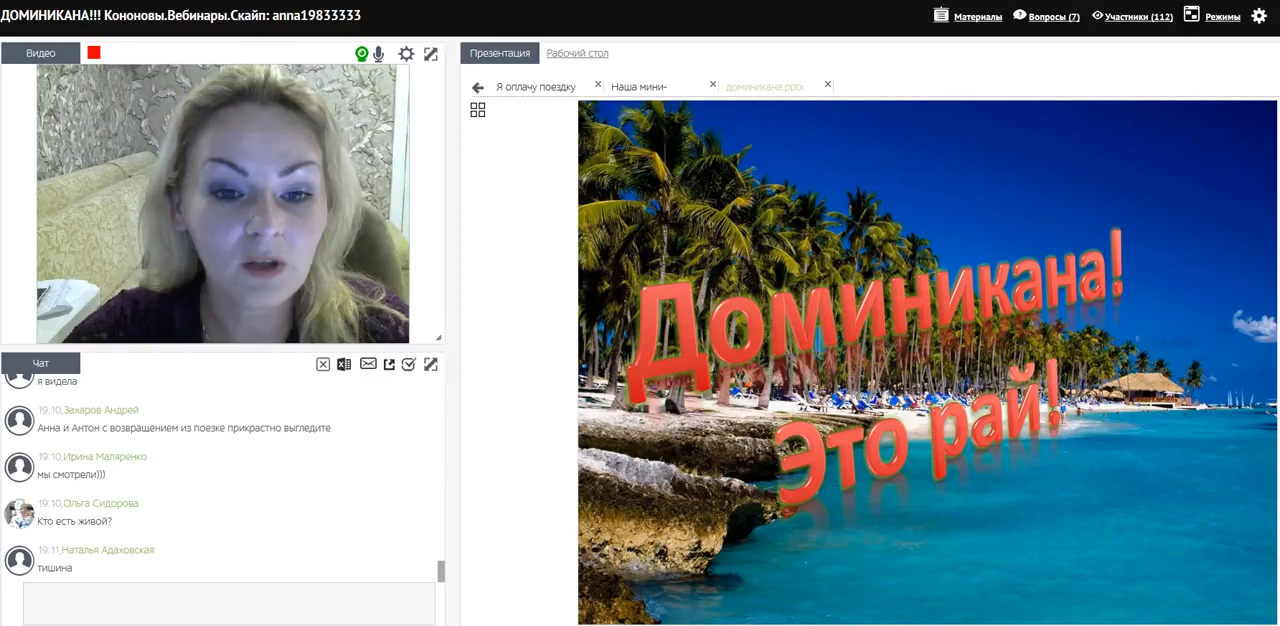 ДОМИНИКАНА!!! Кононовы.Вебинары.Скайп: anna19833333
Материалы
Вопросы (7)
Участники (112)
Режимы
Видео
Презентация
Рабочий стол
Я оплачу поездку
Наша мини-
доминикана.pptx
Доминикана!
Это рай!
Чат
я видела
19:10,Захаров Андрей
Анна и Антон с возвращением из поезке прикрастно выгледите
19:10,Ирина Маляренко
мы смотрели)))
19:10,Ольга Сидорова
Кто есть живой?
19:11,Наталья Адаховская
тишина